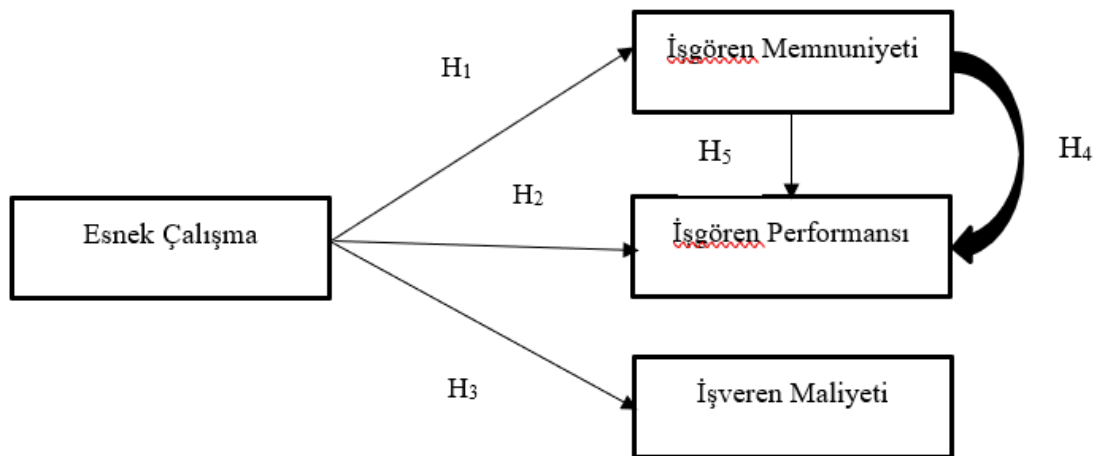 İşgören Memnuniyeti
H₁
H₅
H₄
H₂
Esnek Çalışma
İşgören Performansı
H₃
İşveren Maliyeti